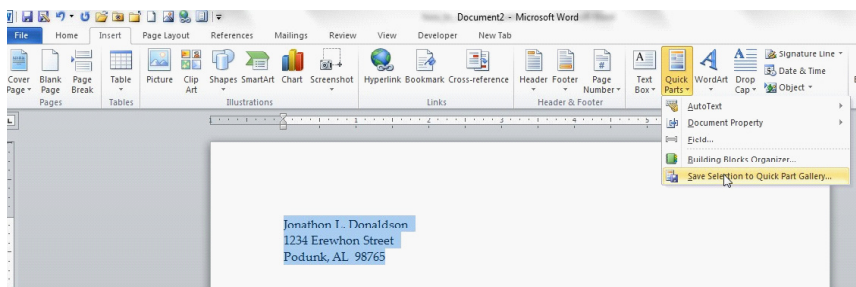 Document2 - Microsoft Word
File Home Insert Page Layout References Mailings Review View Developer New Tab
Cover Page Blank Page Page Break Table Picture Clip Art Shapes SmartArt Chart Screenshot Hyperlink Bookmark Cross-reference Header Footer Page Number Text Box Quick Parts WordArt Drop Cap Signature Line
Date & Time
Object
Pages Tables Illustrations Links Header & Footer
AutoText
Document Property
Field...
Building Blocks Organizer...
Save Selection to Quick Part Gallery...
Jonathon L. Donaldson
1234 Erewhon Street
Podunk, AL 98765